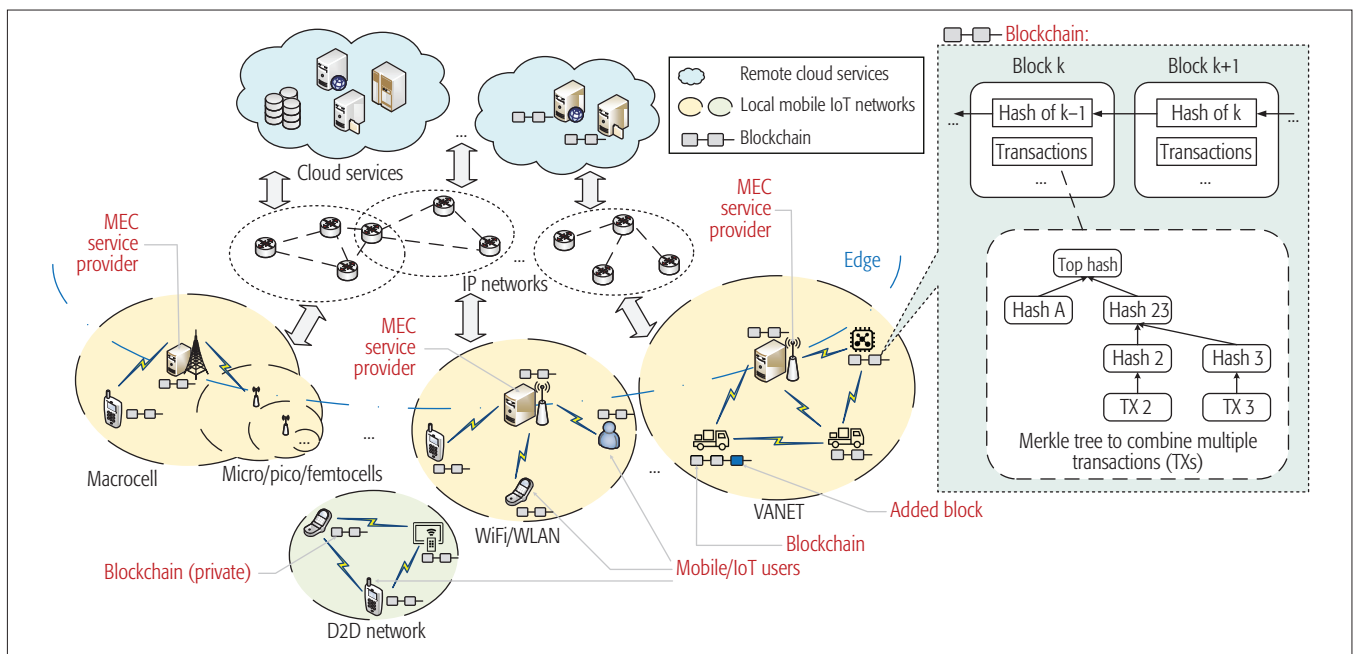 Blockchain:
Block k
Block k+1
Hash of k–1
Hash of k
...
...
Transactions
Transactions
...
...
Remote cloud services
Local mobile IoT networks
Blockchain
...
Cloud services
MEC
service
provider
MEC
service
provider
Edge
...
IP networks
MEC
service
provider
Top hash
Hash A
Hash 23
Hash 2
Hash 3
TX 2
TX 3
Merkle tree to combine multiple
transactions (TXs)
...
...
...
Macrocell
Micro/pico/femtocells
WiFi/WLAN
VANET
Added block
Blockchain
Blockchain (private)
Mobile/IoT users
D2D network